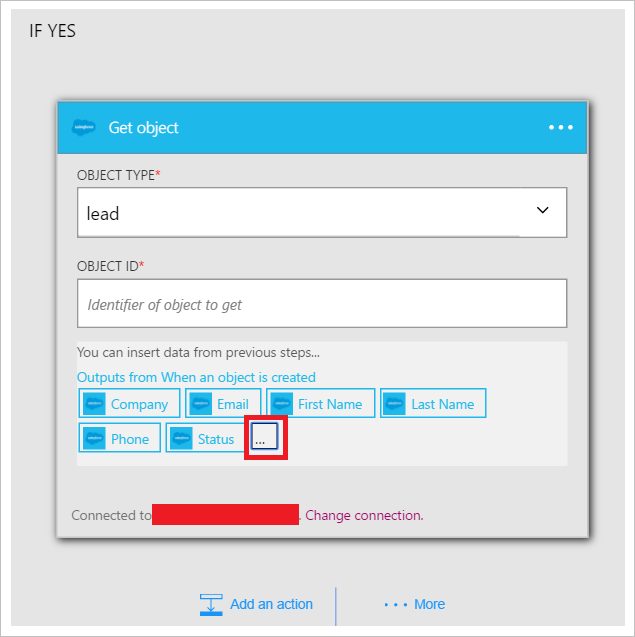 IF YES
Get object
OBJECT TYPE*
lead
OBJECT ID*
Identifier of object to get
You can insert data from previous steps...
Outputs from When an object is created
Company Email First Name Last Name
Phone Status ...
Connected to . Change connection.
Add an action ... More